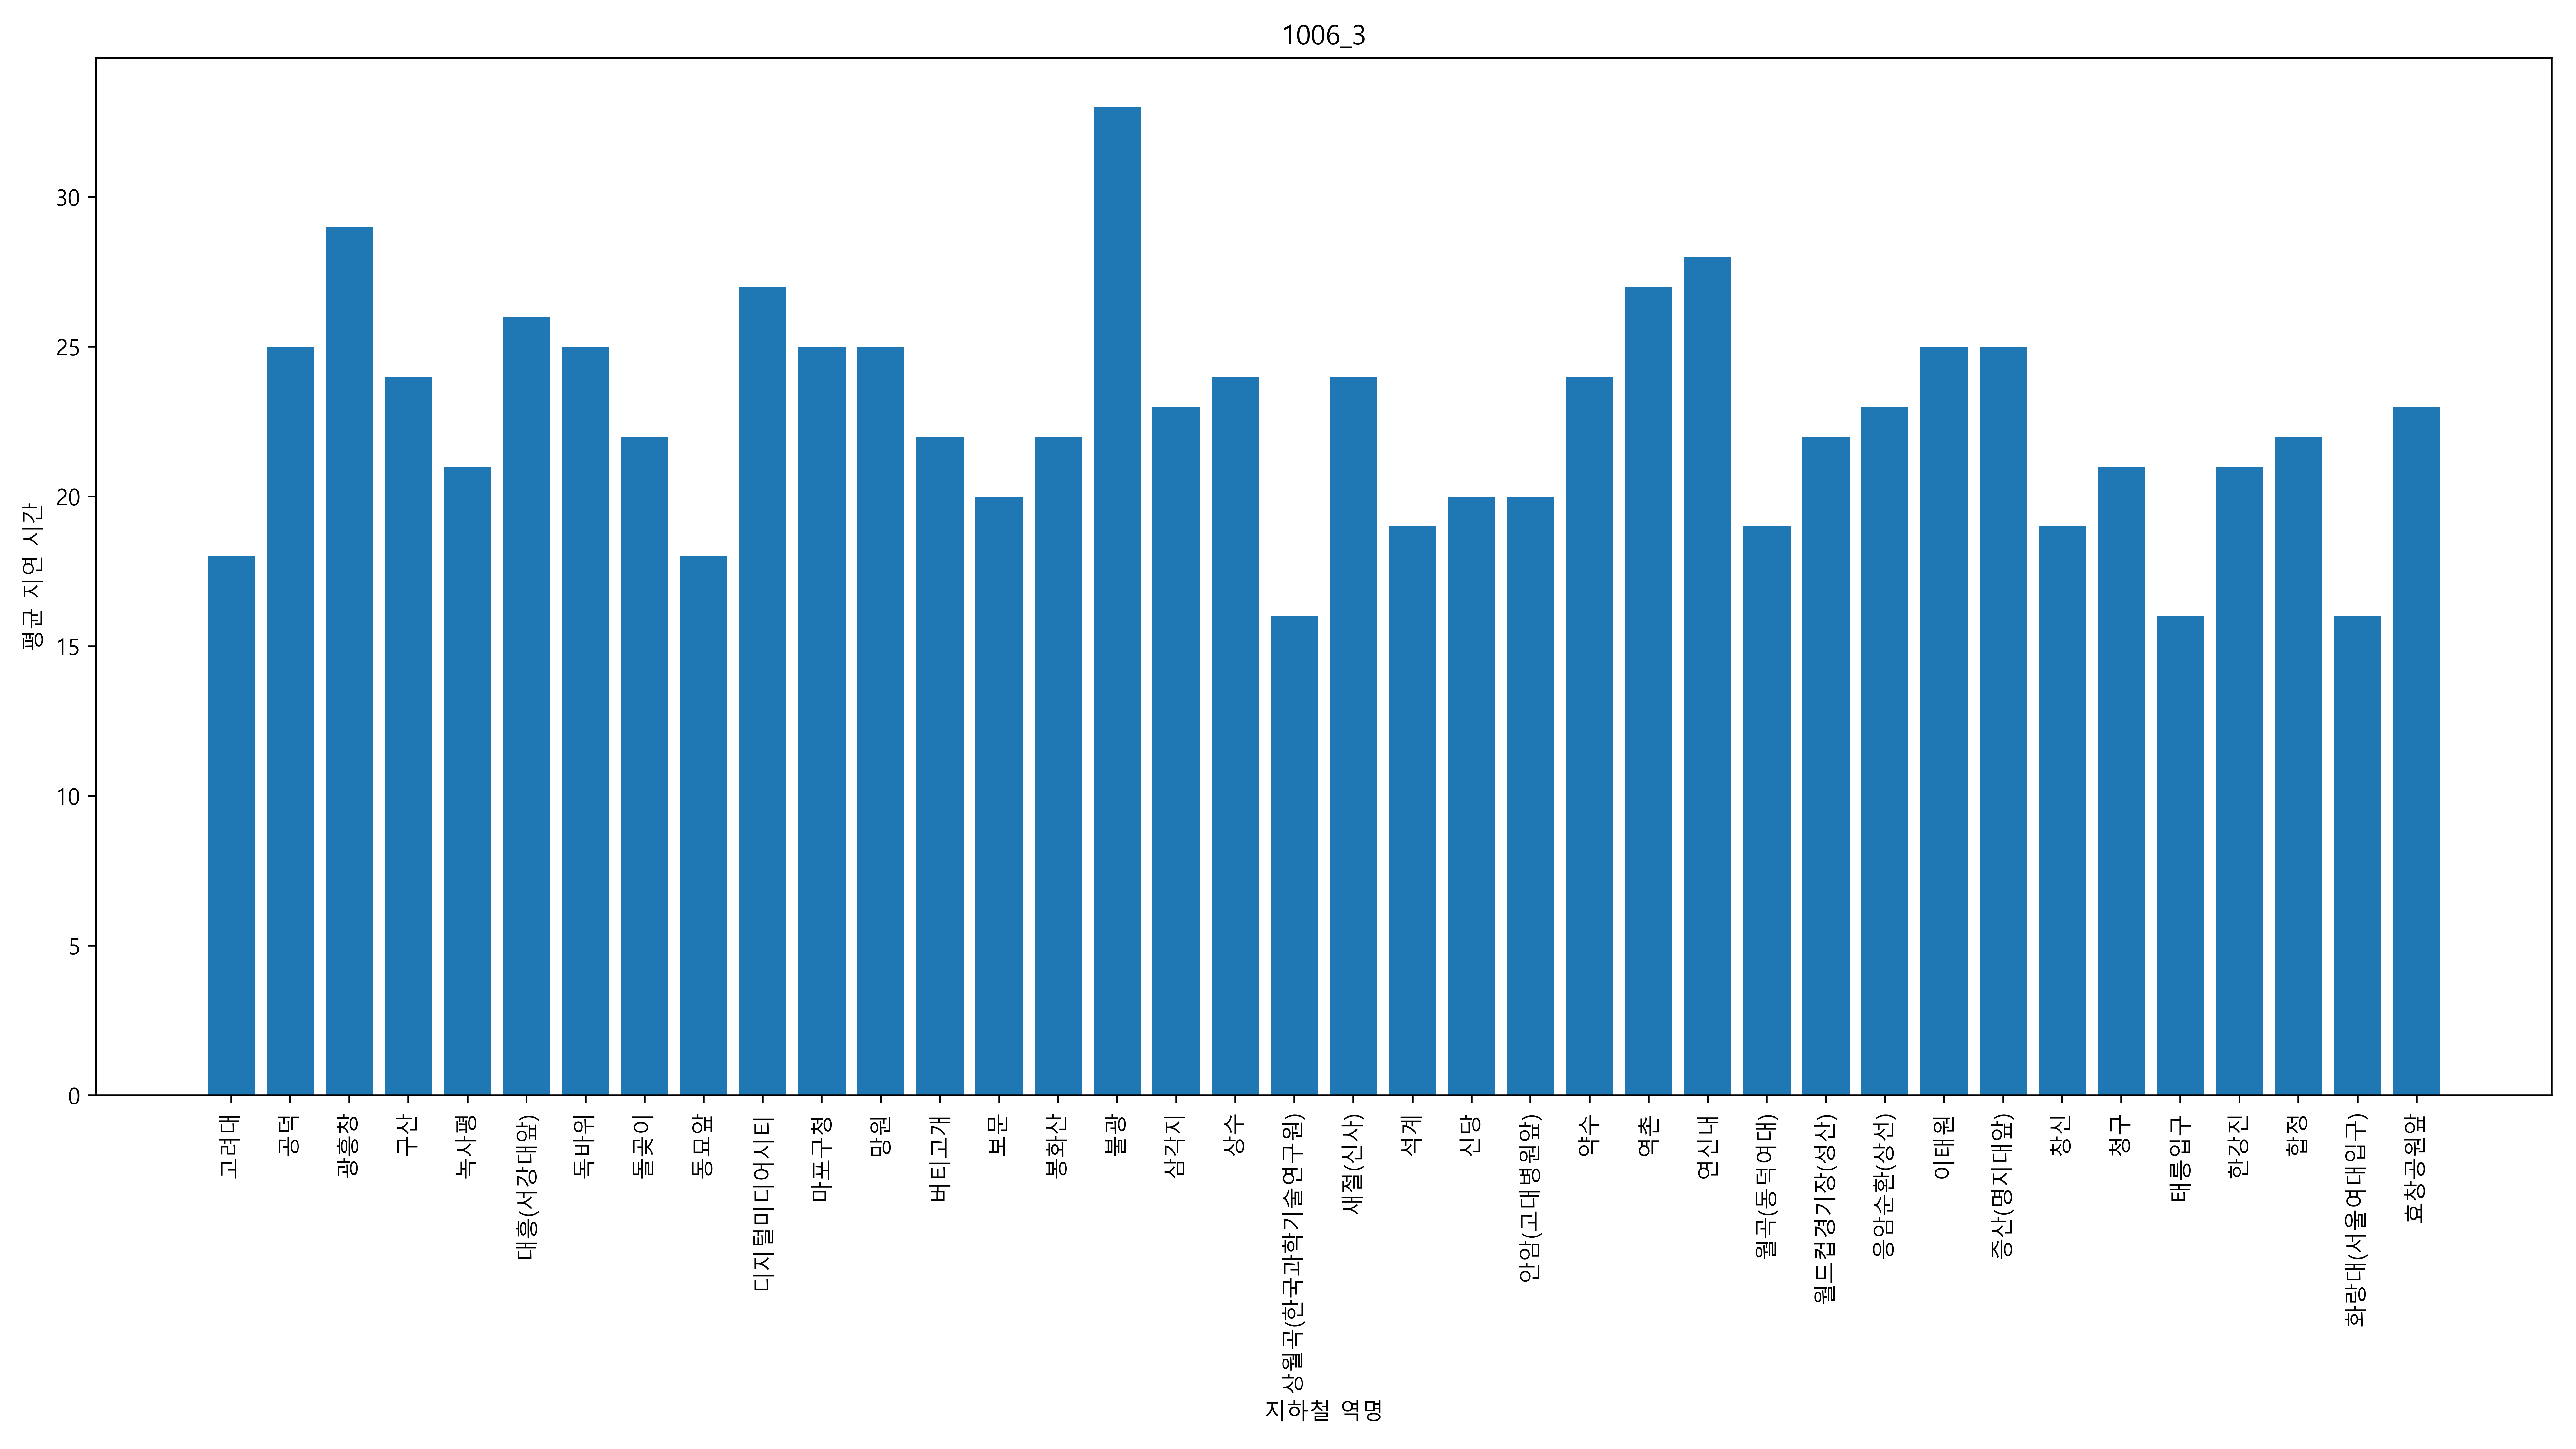 1006_3
평균 지연 시간
30
25
20
15
10
5
0
고려대
공덕
광흥창
구산
녹사평
대흥(서강대앞)
독바위
돌곶이
동묘앞
디지털미디어시티
마포구청
망원
버티고개
보문
봉화산
불광
삼각지
상수
상월곡(한국과학기술연구원)
새절(신사)
석계
신당
안암(고대병원앞)
약수
역촌
연신내
월곡(동덕여대)
월드컵경기장(성산)
응암순환(상선)
이태원
증산(명지대앞)
창신
청구
태릉입구
한강진
합정
화랑대(서울여대입구)
효창공원앞
지하철 역명